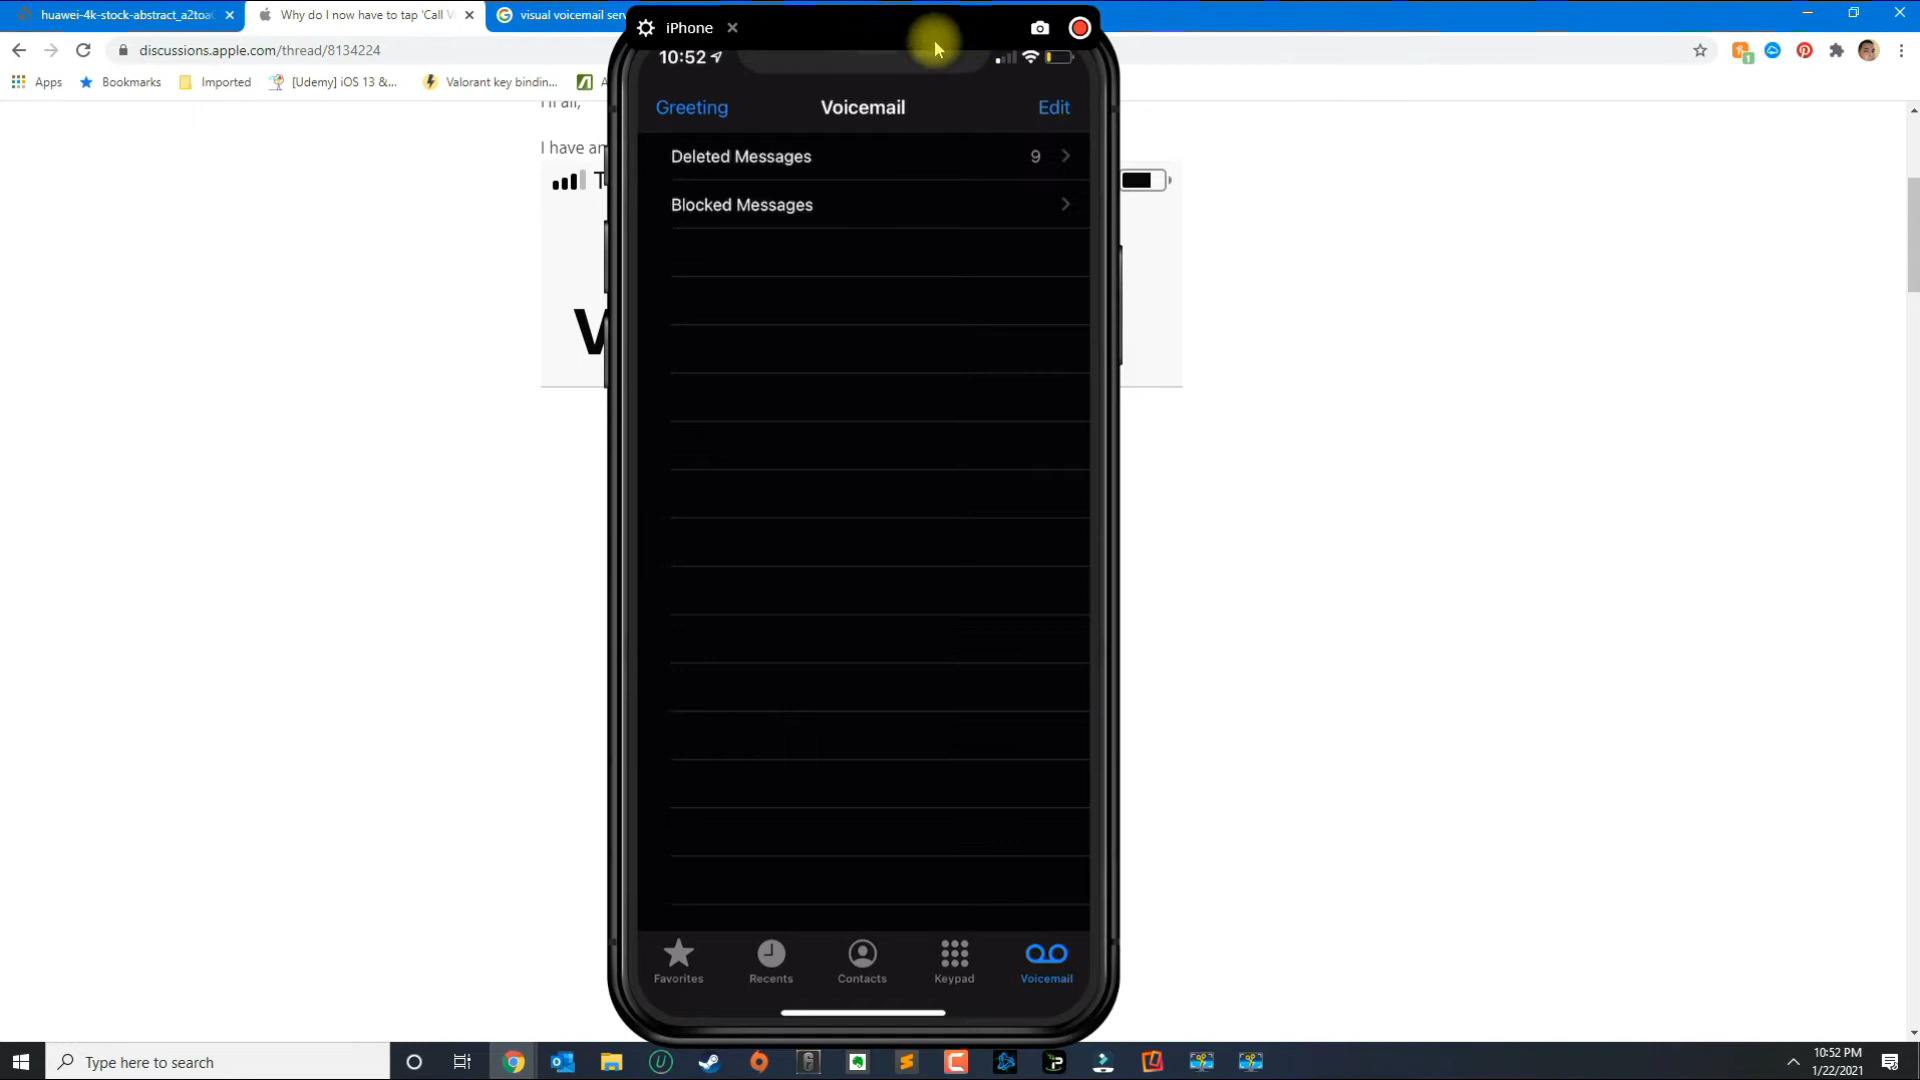 huawei-4k-stock-abstract_a2toa
Why do I now have to tap 'Call V
visual voicemail serv
iPhone
discussions.apple.com/thread/8134224
10:52
Apps
Bookmarks
Imported
[Udemy] iOS 13 &...
Valorant key bindin...
Greeting
Voicemail
Edit
Hi all,
I have an
Deleted Messages 9
T
Blocked Messages
V
Favorites
Recents
Contacts
Keypad
Voicemail
Type here to search
10:52 PM
1/22/2021